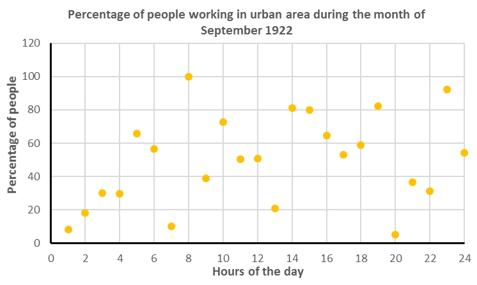 Percentage of people working in urban area during the month of
September 1922
120
100
80
60
40
20
0
Percentage of people
0 2 4 6 8 10 12 14 16 18 20 22 24
Hours of the day